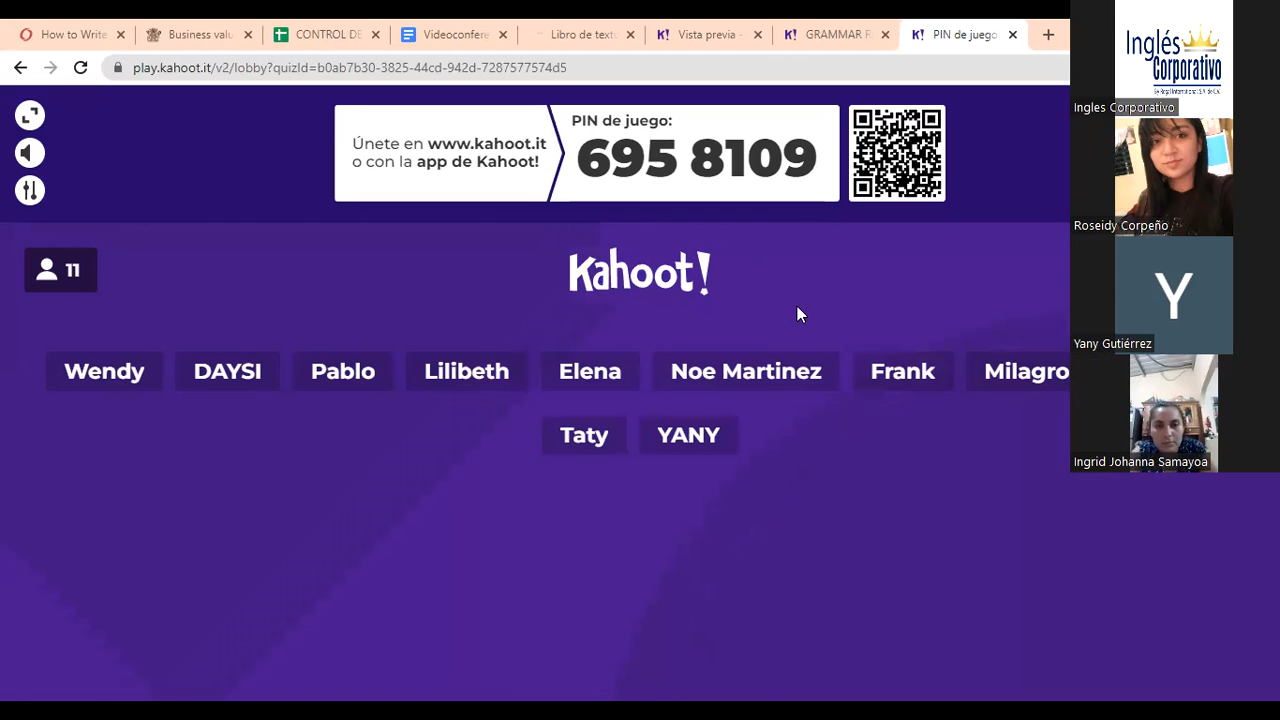 How to Write
Business valu
CONTROL DE
Videoconfere
Libro de textu
Vista previa -
GRAMMAR R
PIN de juego
play.kahoot.it/v2/lobby?quizId=b0ab7b30-3825-44cd-942d-7287577574d5
Únete en www.kahoot.it
o con la app de Kahoot!
PIN de juego:
695 8109
11
Kahoot!
Wendy
DAYSI
Pablo
Lilibeth
Elena
Noe Martinez
Frank
Milagro
Taty
YANY
Inglés
Corporativo
Ingles Corporativo
Roseidy Corpeño
Y
Yany Gutiérrez
Ingrid Johanna Samayoa